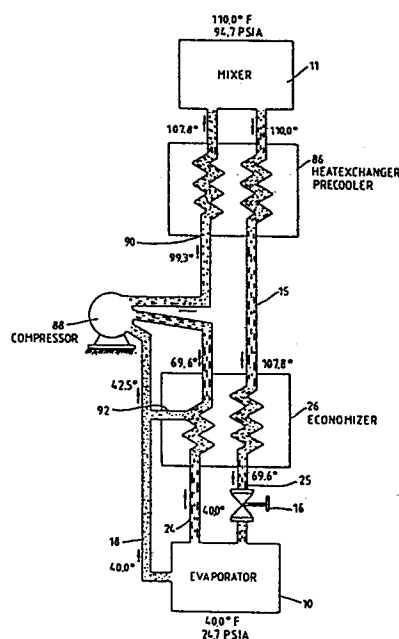 110,0° F
94.7 PSIA
MIXER
11
107,8°
110,0°
86
HEATEXCHANGER
PRECOOLER
90
99,3°
15
88
COMPRESSOR
69,6°
107,8°
42.5°
92
26
ECONOMIZER
69.6°
25
24
40,0°
16
18
40,0°
EVAPORATOR
10
40,0° F
24.7 PSIA